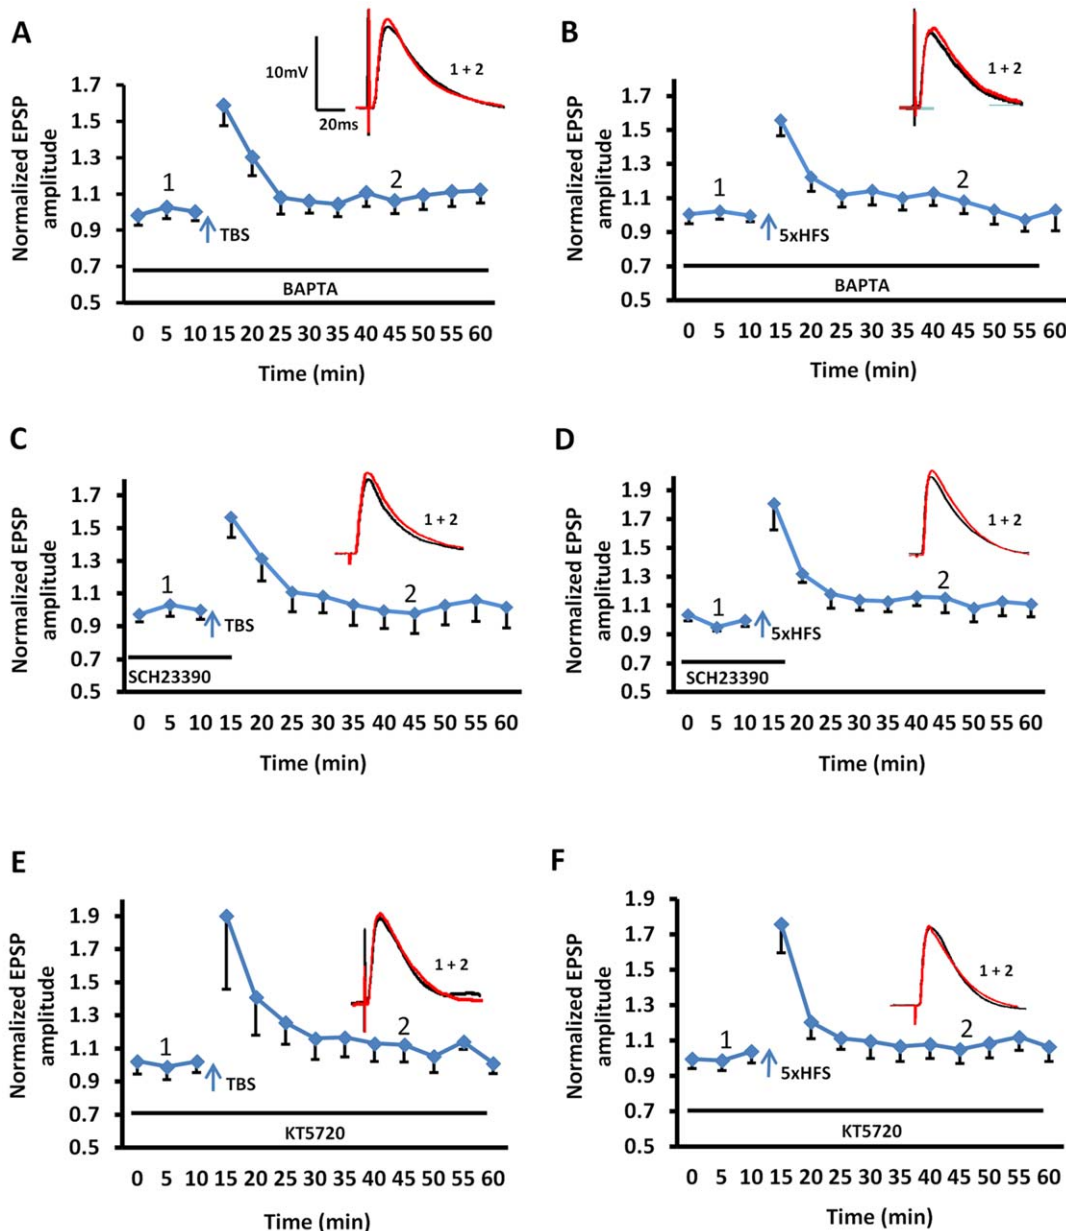 A
Normalized EPSP
amplitude
1.7
1.5
1.3
1.1
0.9
0.7
0.5
10mV
20ms
1 + 2
1
2
TBS
BAPTA
0 5 10 15 20 25 30 35 40 45 50 55 60
Time (min)
B
Normalized EPSP
amplitude
1.7
1.5
1.3
1.1
0.9
0.7
0.5
1 + 2
1
2
5xHFS
BAPTA
0 5 10 15 20 25 30 35 40 45 50 55 60
Time (min)
C
Normalized EPSP
amplitude
1.7
1.5
1.3
1.1
0.9
0.7
0.5
1 + 2
1
2
TBS
SCH23390
0 5 10 15 20 25 30 35 40 45 50 55 60
Time (min)
D
Normalized EPSP
amplitude
1.9
1.7
1.5
1.3
1.1
0.9
0.7
0.5
1 + 2
1
2
5xHFS
SCH23390
0 5 10 15 20 25 30 35 40 45 50 55 60
Time (min)
E
Normalized EPSP
amplitude
1.9
1.7
1.5
1.3
1.1
0.9
0.7
0.5
1 + 2
1
2
TBS
KT5720
0 5 10 15 20 25 30 35 40 45 50 55 60
Time (min)
F
Normalized EPSP
amplitude
1.9
1.7
1.5
1.3
1.1
0.9
0.7
0.5
1 + 2
1
2
5xHFS
KT5720
0 5 10 15 20 25 30 35 40 45 50 55 60
Time (min)